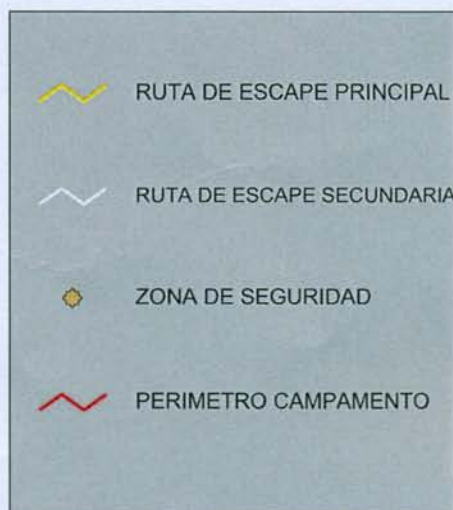 RUTA DE ESCAPE PRINCIPAL
RUTA DE ESCAPE SECUNDARIA
ZONA DE SEGURIDAD
PERIMETRO CAMPAMENTO